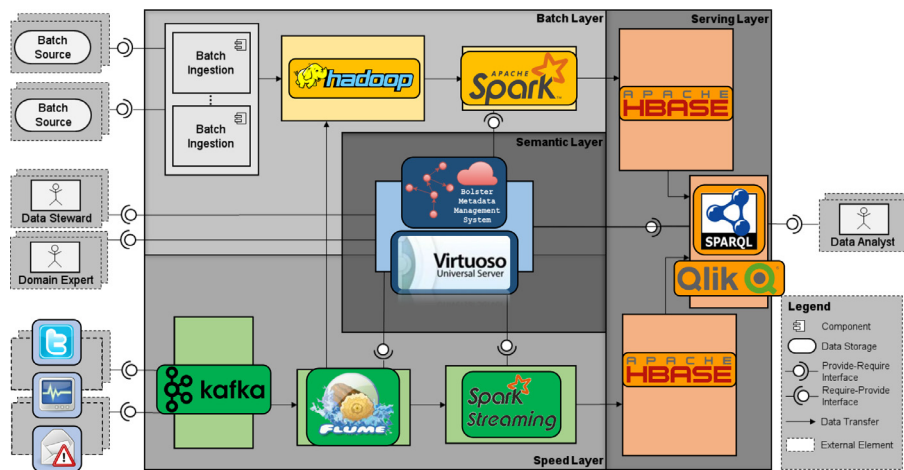 Batch Layer
Serving Layer
Batch
Source
Batch
Ingestion
hadoop
APACHE
Spark™
Batch
Source
Batch
Ingestion
APACHE
HBASE
Semantic Layer
Bolster
Metadata
Management
System
Data Steward
SPARQL
Data Analyst
Virtuoso
Universal Server
Domain Expert
Qlik Q
Legend
Component
Data Storage
Provide-Require
Interface
Require-Provide
Interface
Data Transfer
External Element
kafka
FLUME
Spark
Streaming
APACHE
HBASE
Speed Layer